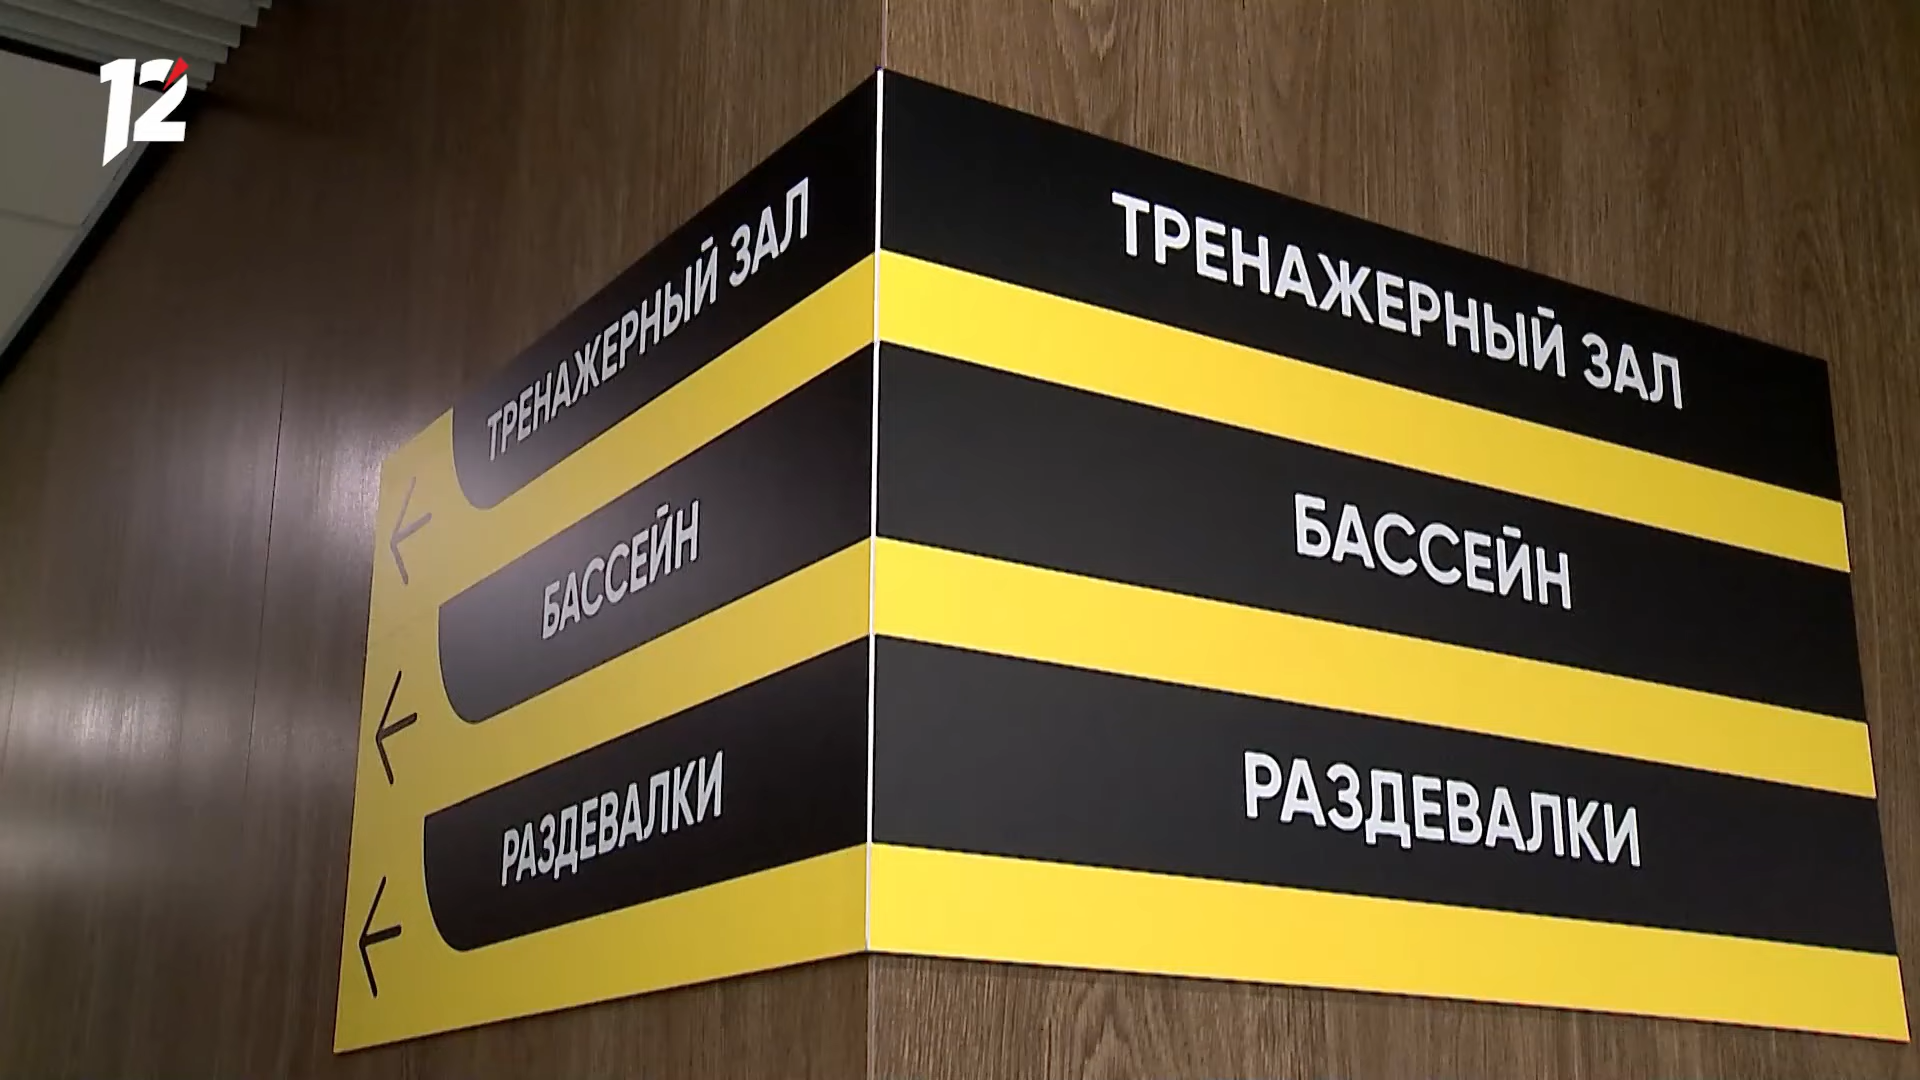 12
ТРЕНАЖЕРНЫЙ ЗАЛ
БАССЕЙН
РАЗДЕВАЛКИ
ТРЕНАЖЕРНЫЙ ЗАЛ
БАССЕЙН
РАЗДЕВАЛКИ